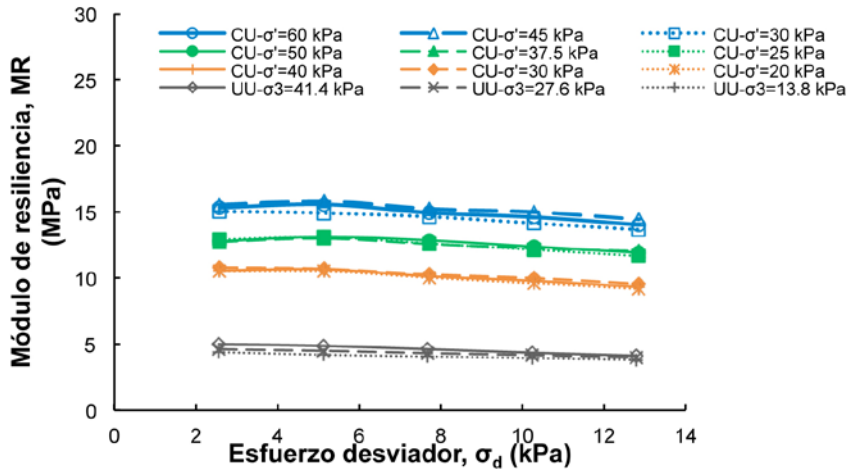 30
25
20
15
10
5
0
Módulo de resiliencia, MR
(MPa)
CU-σ'=60 kPa CU-σ'=45 kPa CU-σ'=30 kPa
CU-σ'=50 kPa CU-σ'=37.5 kPa CU-σ'=25 kPa
CU-σ'=40 kPa CU-σ'=30 kPa CU-σ'=20 kPa
UU-σ3=41.4 kPa UU-σ3=27.6 kPa UU-σ3=13.8 kPa
0 2 4 6 8 10 12 14
Esfuerzo desviador, σd (kPa)